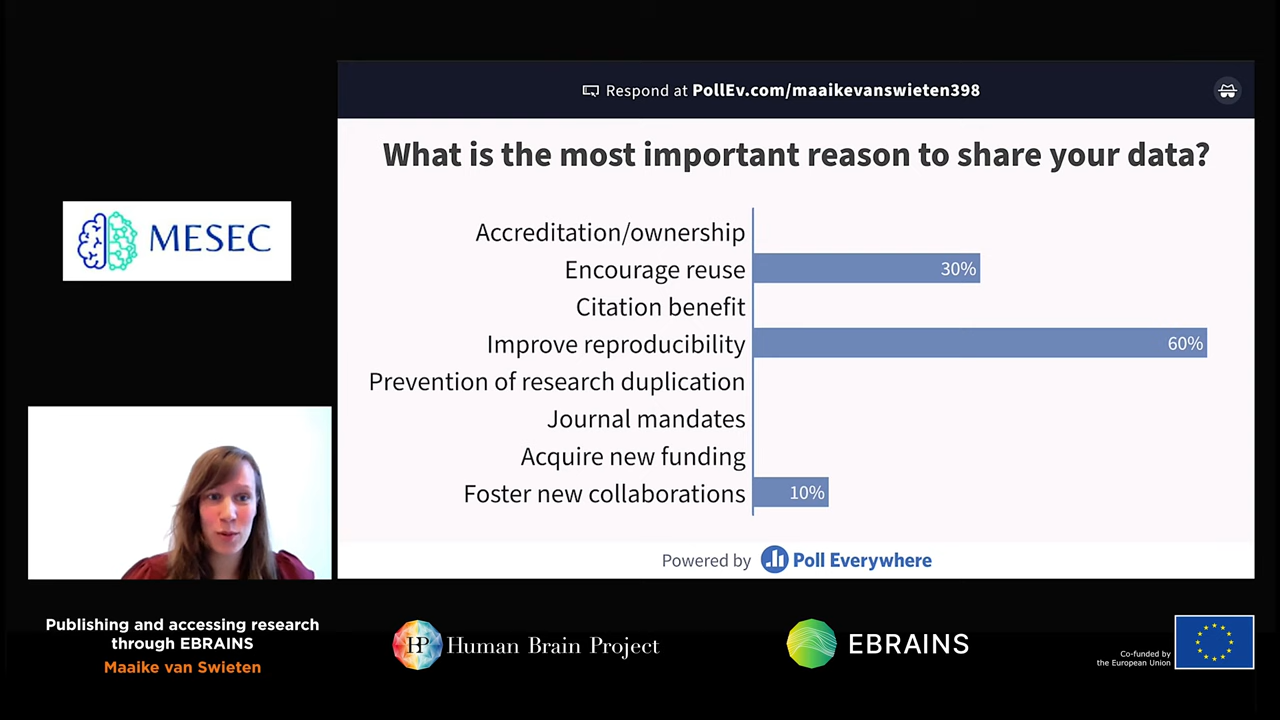 Respond at PollEv.com/maaikevanswieten398
What is the most important reason to share your data?
Accreditation/ownership
Encourage reuse 30%
Citation benefit
Improve reproducibility 60%
Prevention of research duplication
Journal mandates
Acquire new funding
Foster new collaborations 10%
Powered by Poll Everywhere
MESEC
Publishing and accessing research
through EBRAINS
Maaike van Swieten
HBP Human Brain Project
EBRAINS
Co-funded by
the European Union